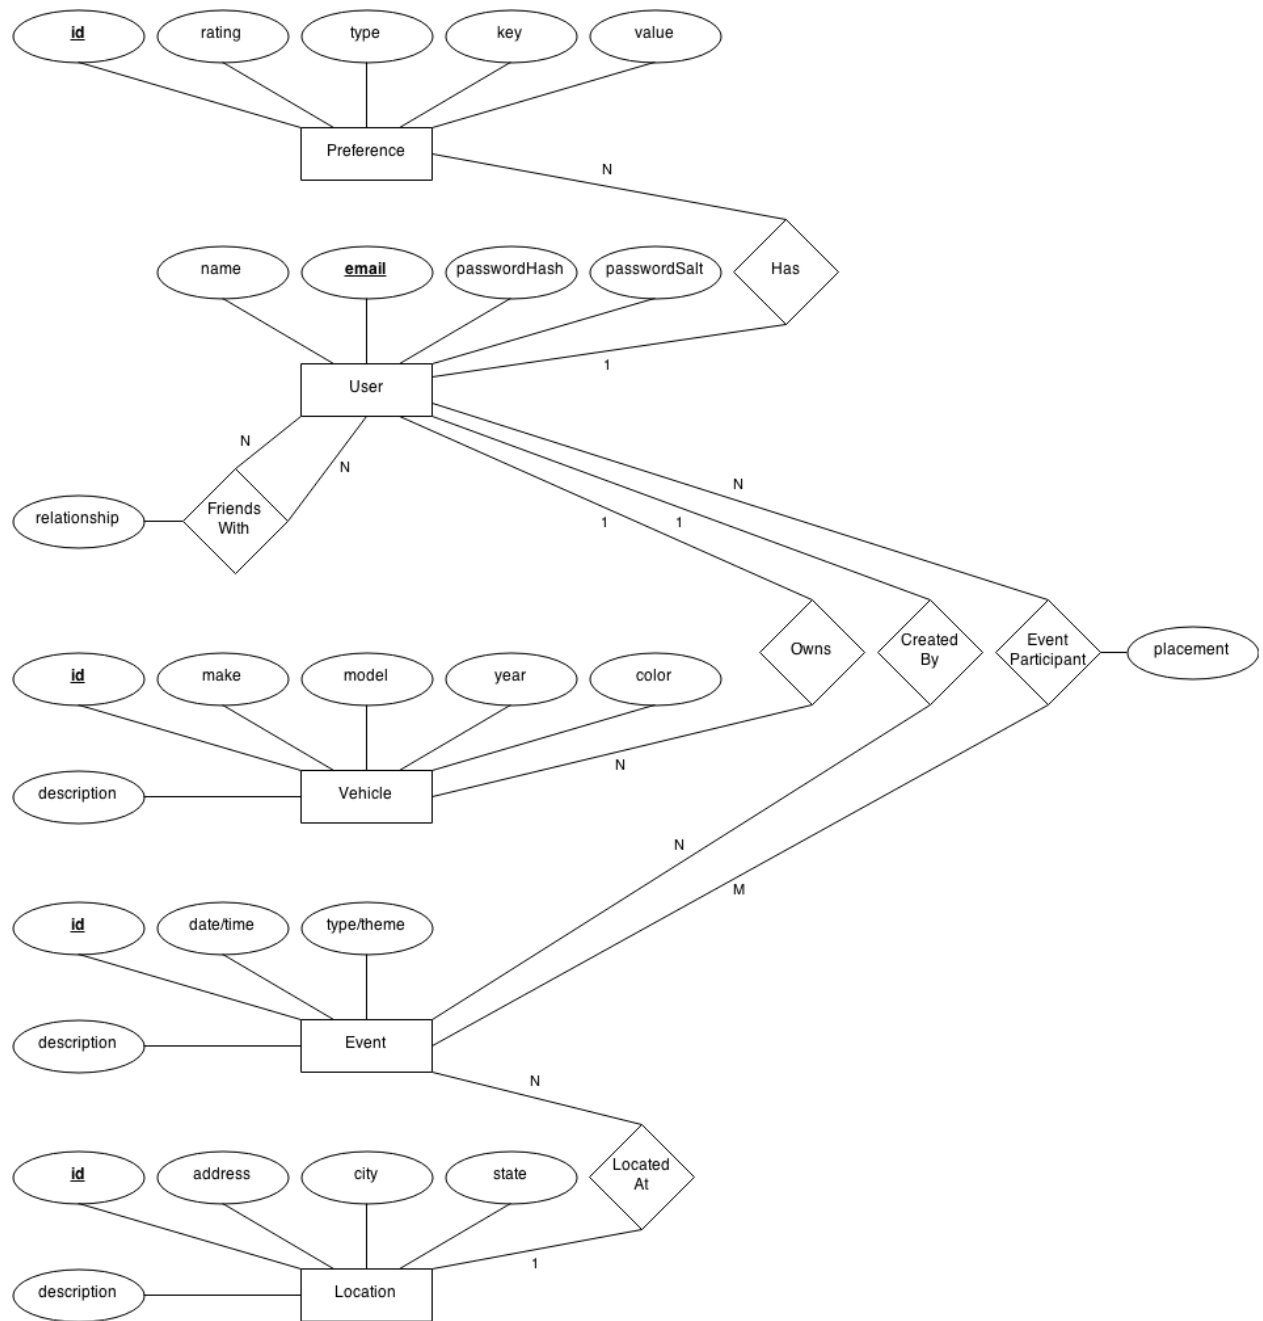 id
rating
type
key
value
Preference
N
Has
name
email
passwordHash
passwordSalt
1
User
N
N
N
relationship
Friends
With
1
1
Owns
Created
By
Event
Participant
placement
id
make
model
year
color
N
description
Vehicle
N
M
id
date/time
type/theme
description
Event
N
id
address
city
state
Located
At
1
description
Location